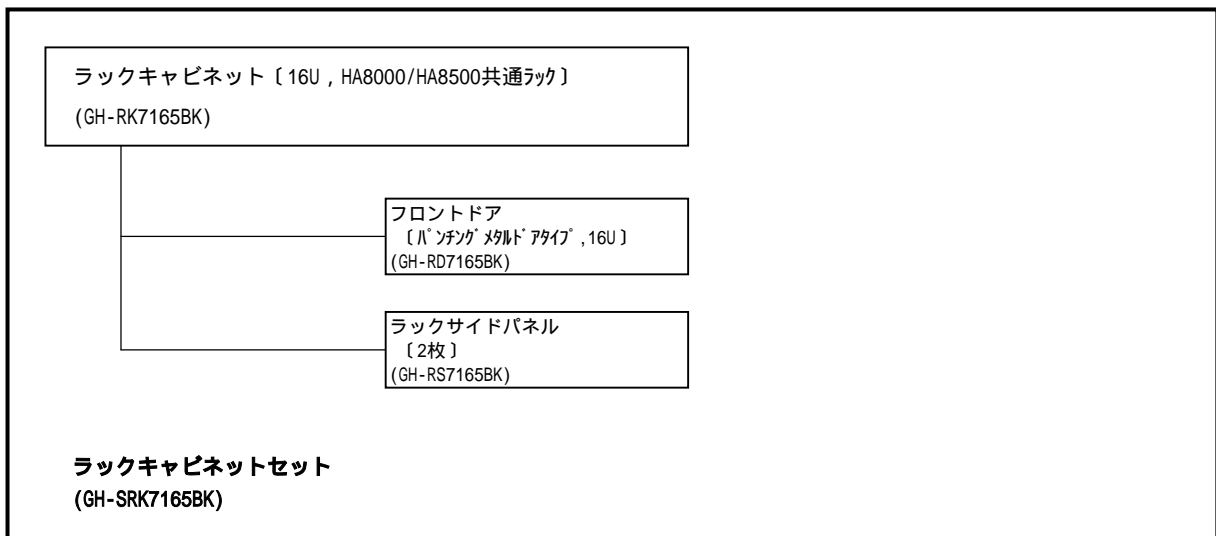 ラックキャビネット〔16U , HA8000/HA8500共通ﾗｯｸ〕
(GH-RK7165BK)
フロントドア
〔ﾊﾟﾝﾁﾝｸﾞﾒﾀﾙﾄﾞｱﾀｲﾌﾟ,16U〕
(GH-RD7165BK)
ラックサイドパネル
〔2枚〕
(GH-RS7165BK)
ラックキャビネットセット
(GH-SRK7165BK)